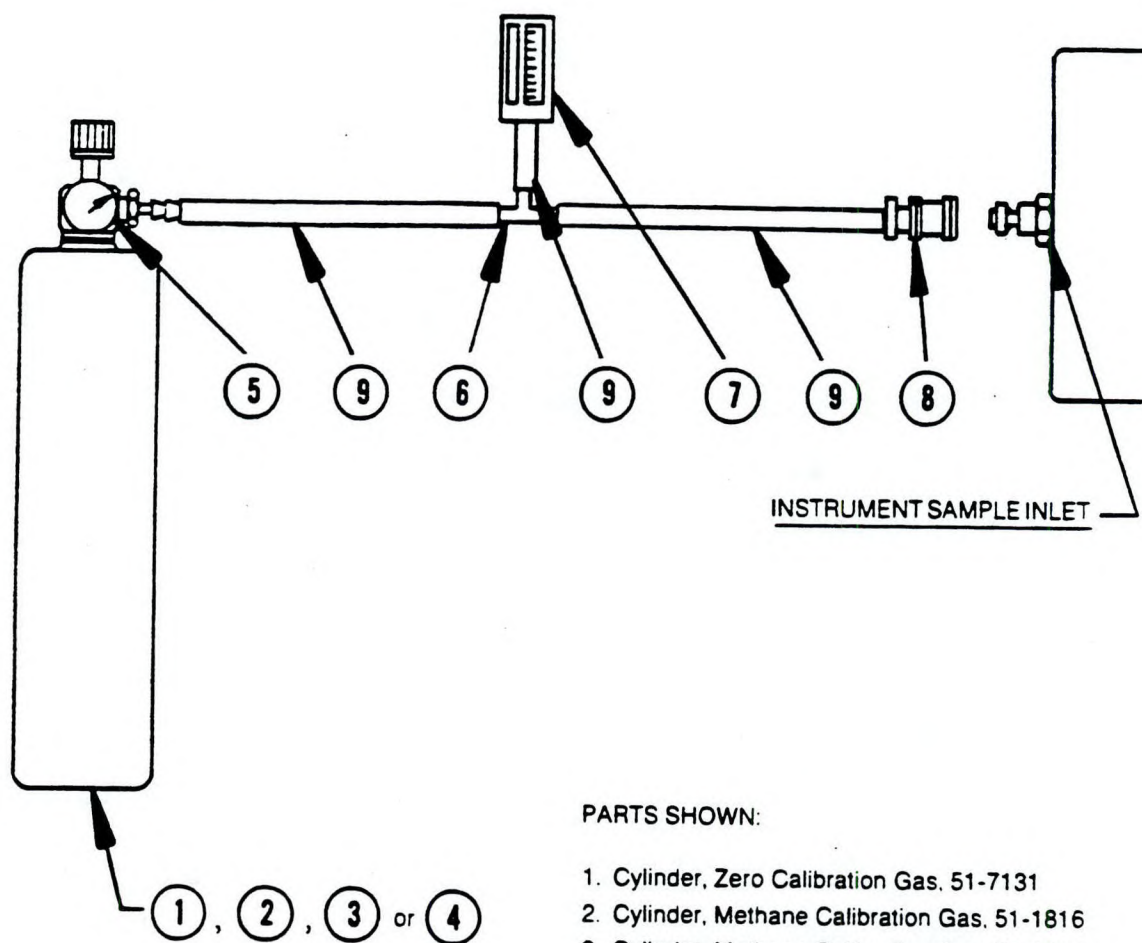 5
9
6
9
7
9
8
INSTRUMENT SAMPLE INLET
PARTS SHOWN:
1. Cylinder, Zero Calibration Gas, 51-7131
2. Cylinder, Methane Calibration Gas, 51-1816
1, 2, 3 or 4